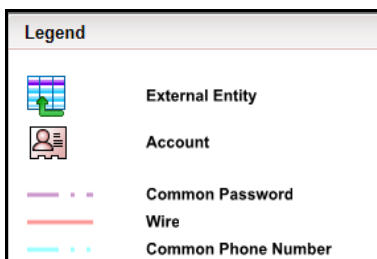 Legend
External Entity
Account
Common Password
Wire
Common Phone Number